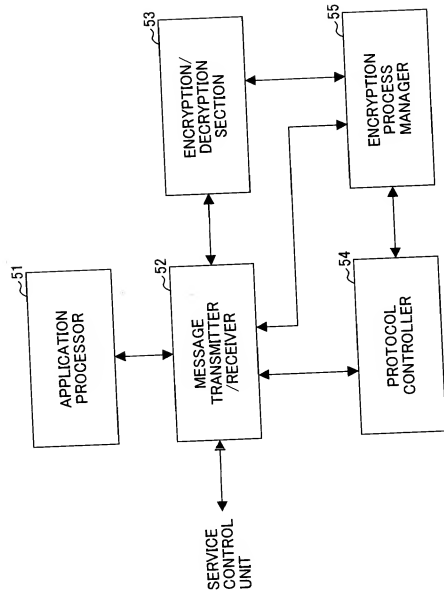 51
APPLICATION
PROCESSOR
SERVICE
CONTROL
UNIT
52
MESSAGE
TRANSMITTER
/RECEIVER
53
ENCRYPTION/
DECRYPTION
SECTION
54
PROTOCOL
CONTROLLER
55
ENCRYPTION
PROCESS
MANAGER